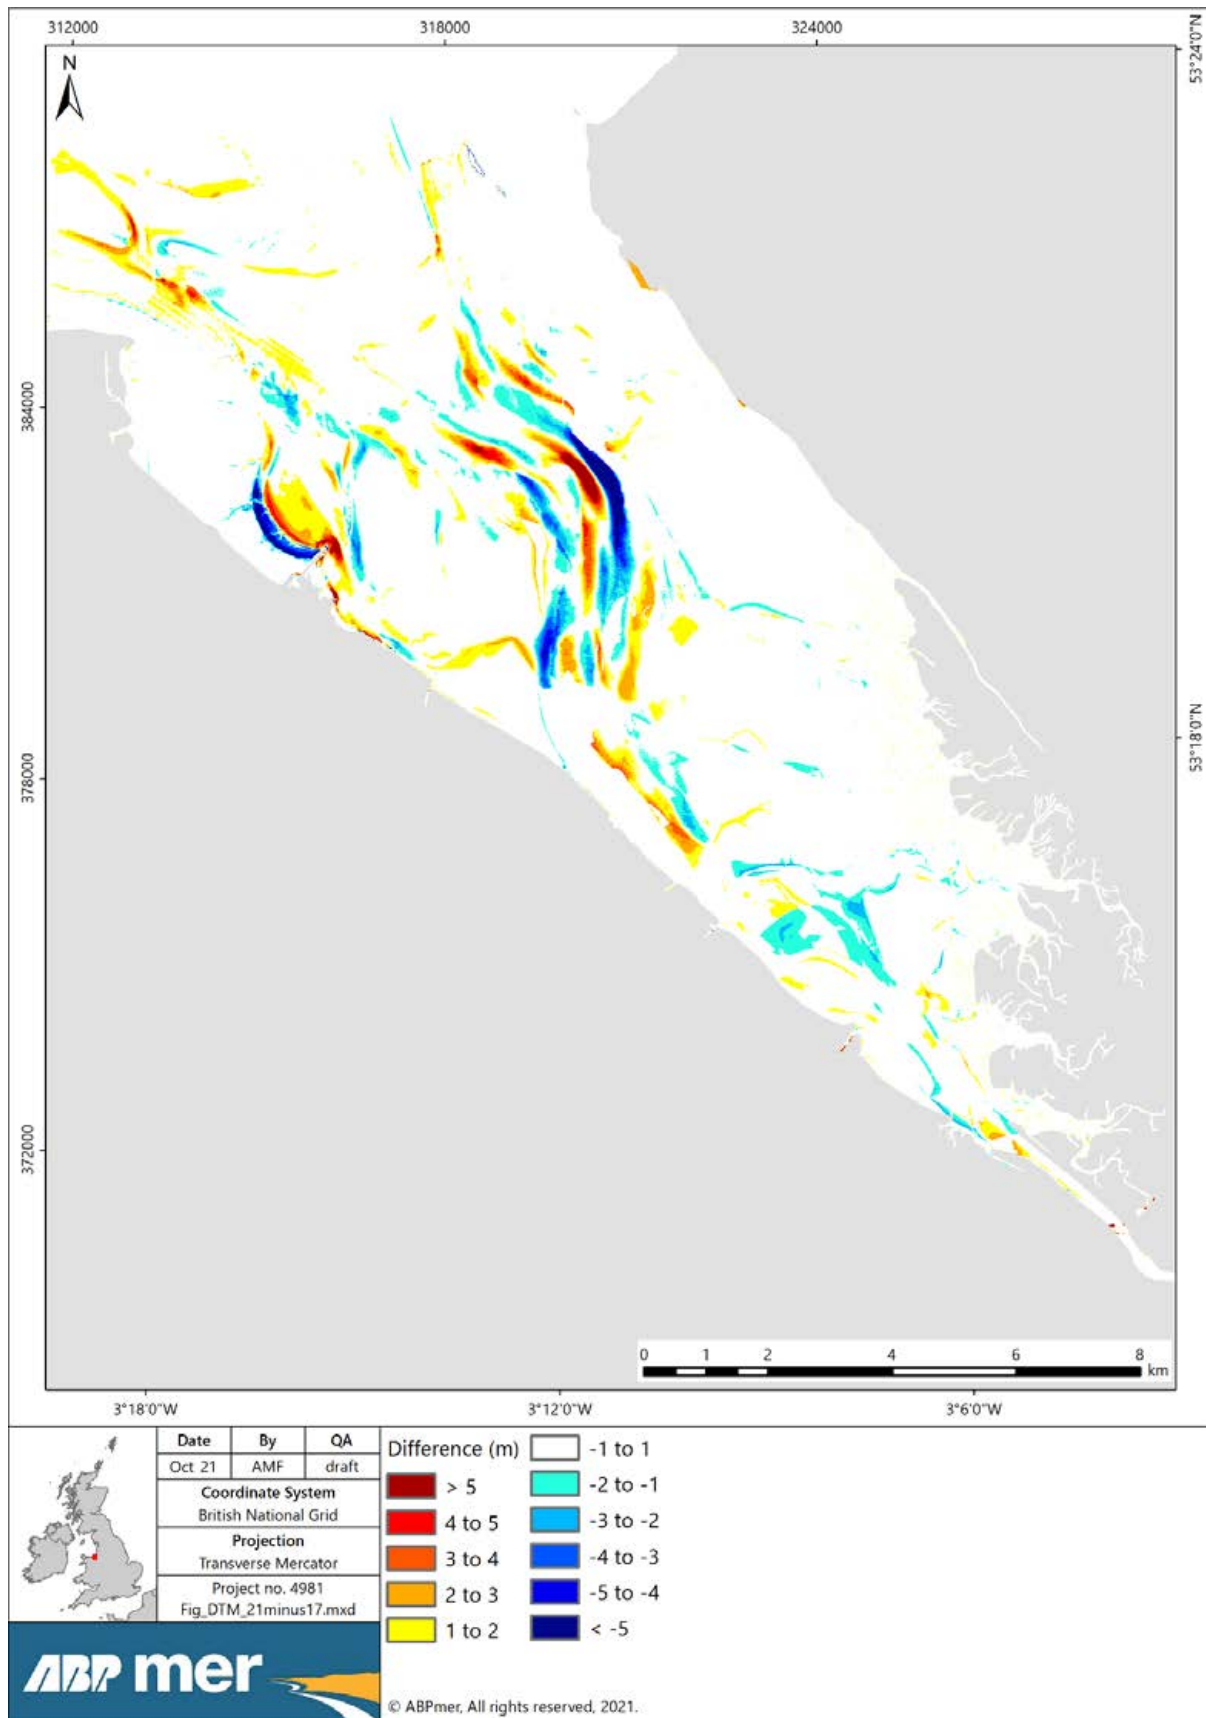 312000
318000
324000
53°24'0"N
N
384000
53°18'0"N
378000
372000
0 1 2 4 6 8
km
3°18'0"W
3°12'0"W
3°6'0"W
Date By QA
Oct 21 AMF draft
Coordinate System
British National Grid
Projection
Transverse Mercator
Project no. 4981
Fig_DTM_21minus17.mxd
ABP mer
Difference (m)
> 5
4 to 5
3 to 4
2 to 3
1 to 2
-1 to 1
-2 to -1
-3 to -2
-4 to -3
-5 to -4
< -5
© ABPmer, All rights reserved, 2021.